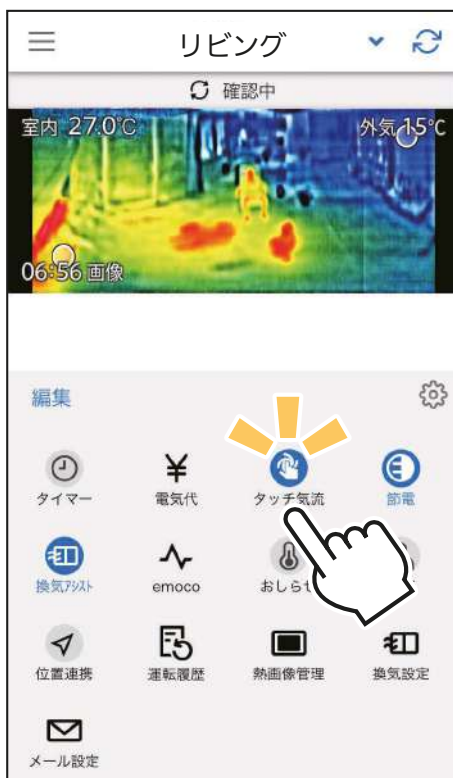 リビング
確認中
室内 27.0℃
外気 15℃
06:56 画像
編集
タイマー
電気代
タッチ気流
節電
換気アシスト
emoco
おしらせ
位置連携
運転履歴
熱画像管理
換気設定
メール設定